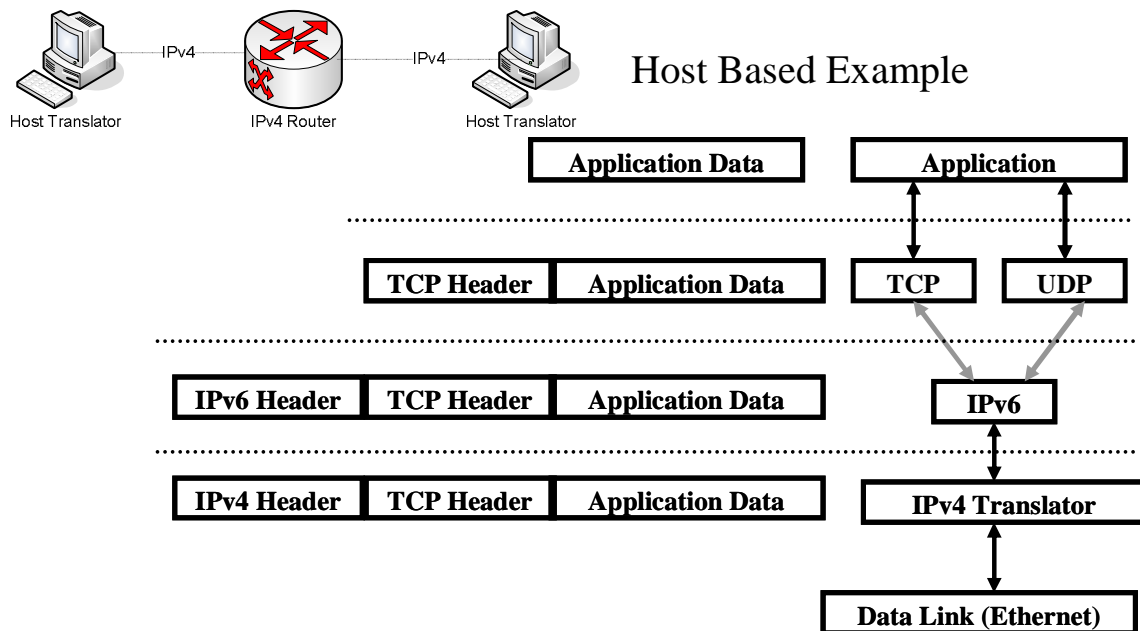 IPv4 IPv4
Host Translator IPv4 Router Host Translator
Host Based Example
Application Data Application
TCP Header Application Data TCP UDP
IPv6 Header TCP Header Application Data IPv6
IPv4 Header TCP Header Application Data IPv4 Translator
Data Link (Ethernet)